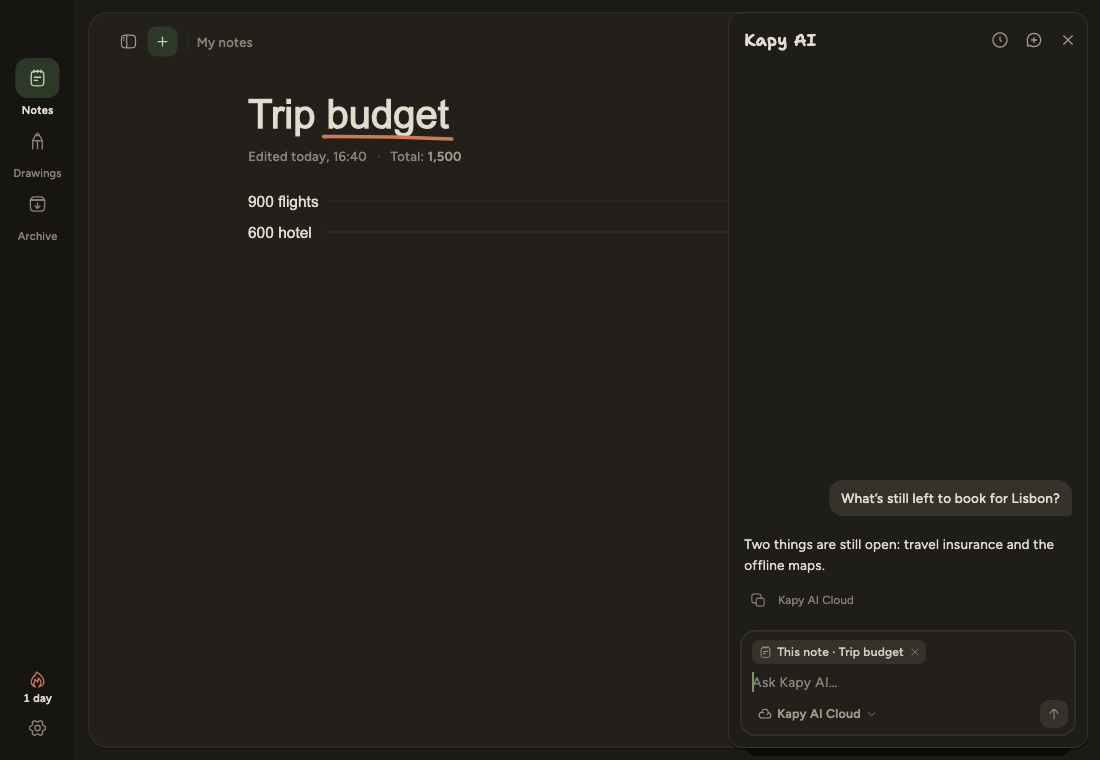 My notes
Notes
Drawings
Archive
1 day
Trip budget
Edited today, 16:40 · Total: 1,500
900 flights
600 hotel
Kapy AI
What's still left to book for Lisbon?
Two things are still open: travel insurance and the
offline maps.
Kapy AI Cloud
This note · Trip budget
Ask Kapy AI...
Kapy AI Cloud